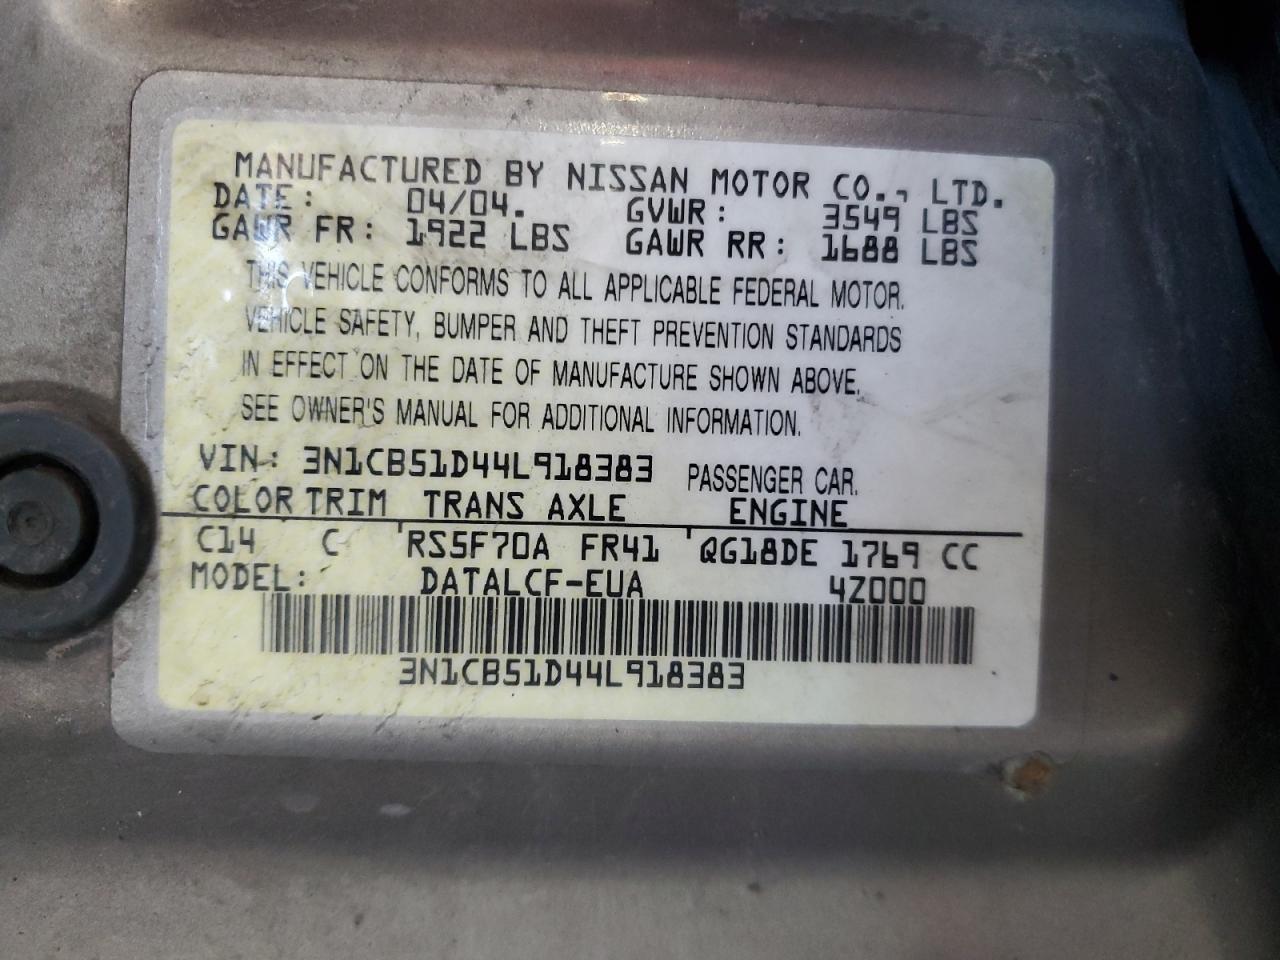 MANUFACTURED BY NISSAN MOTOR CO., LTD.
DATE: 04/04. GVWR: 3549 LBS
GAWR FR: 1922 LBS GAWR RR: 1688 LBS
THIS VEHICLE CONFORMS TO ALL APPLICABLE FEDERAL MOTOR.
VEHICLE SAFETY, BUMPER AND THEFT PREVENTION STANDARDS
IN EFFECT ON THE DATE OF MANUFACTURE SHOWN ABOVE.
SEE OWNER'S MANUAL FOR ADDITIONAL INFORMATION.
VIN: 3N1CB51D44L918383 PASSENGER CAR.
COLOR TRIM TRANS AXLE ENGINE
C14 C RS5F70A FR41 QG18DE 1769 CC
MODEL: DATALCF-EUA 4Z000
3N1CB51D44L918383